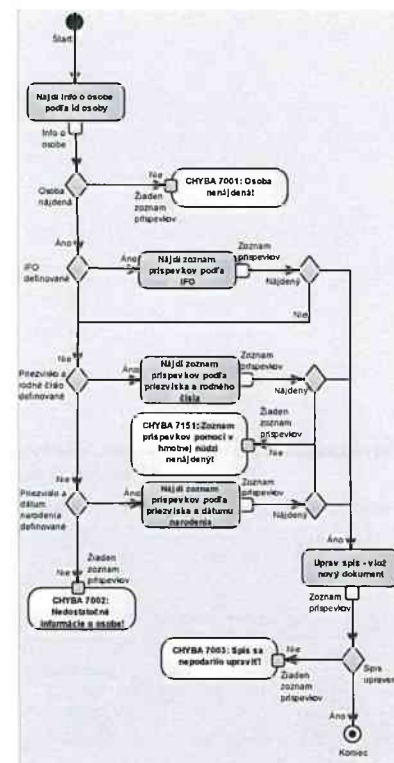 Štart
Nájdi info o osobe
podľa id osoby
Info o
osobe
Osoba
nájdená
Nie
Žiaden
zoznam
príspevkov
CHYBA 7001: Osoba
nenájdená!
Áno
IFO
definované
Áno
Nájdi zoznam
príspevkov podľa
IFO
Zoznam
príspevkov
Nájdený
Nie
Nie
Priezvisko a
rodné číslo
definované
Áno
Nájdi zoznam
príspevkov podľa
priezviska a rodného
čísla
Zoznam
príspevkov
Nájdený
CHYBA 7151: Zoznam
príspevkov pomoci v
hmotnej núdzi
nenájdený!
Žiaden
zoznam
príspevkov
Nie
Nie
Priezvisko a
dátum
narodenia
definované
Áno
Nájdi zoznam
príspevkov podľa
priezviska a dátumu
narodenia
Zoznam
príspevkov
Nájdený
Áno
Uprav spis - vlož
nový dokument
Zoznam
príspevkov
Nie
Žiaden
zoznam
príspevkov
CHYBA 7002:
Nedostatočné
informácie o osobe!
CHYBA 7003: Spis sa
nepodarilo upraviť!
Nie
Žiaden
zoznam
príspevkov
Spis
upravený
Áno
Koniec